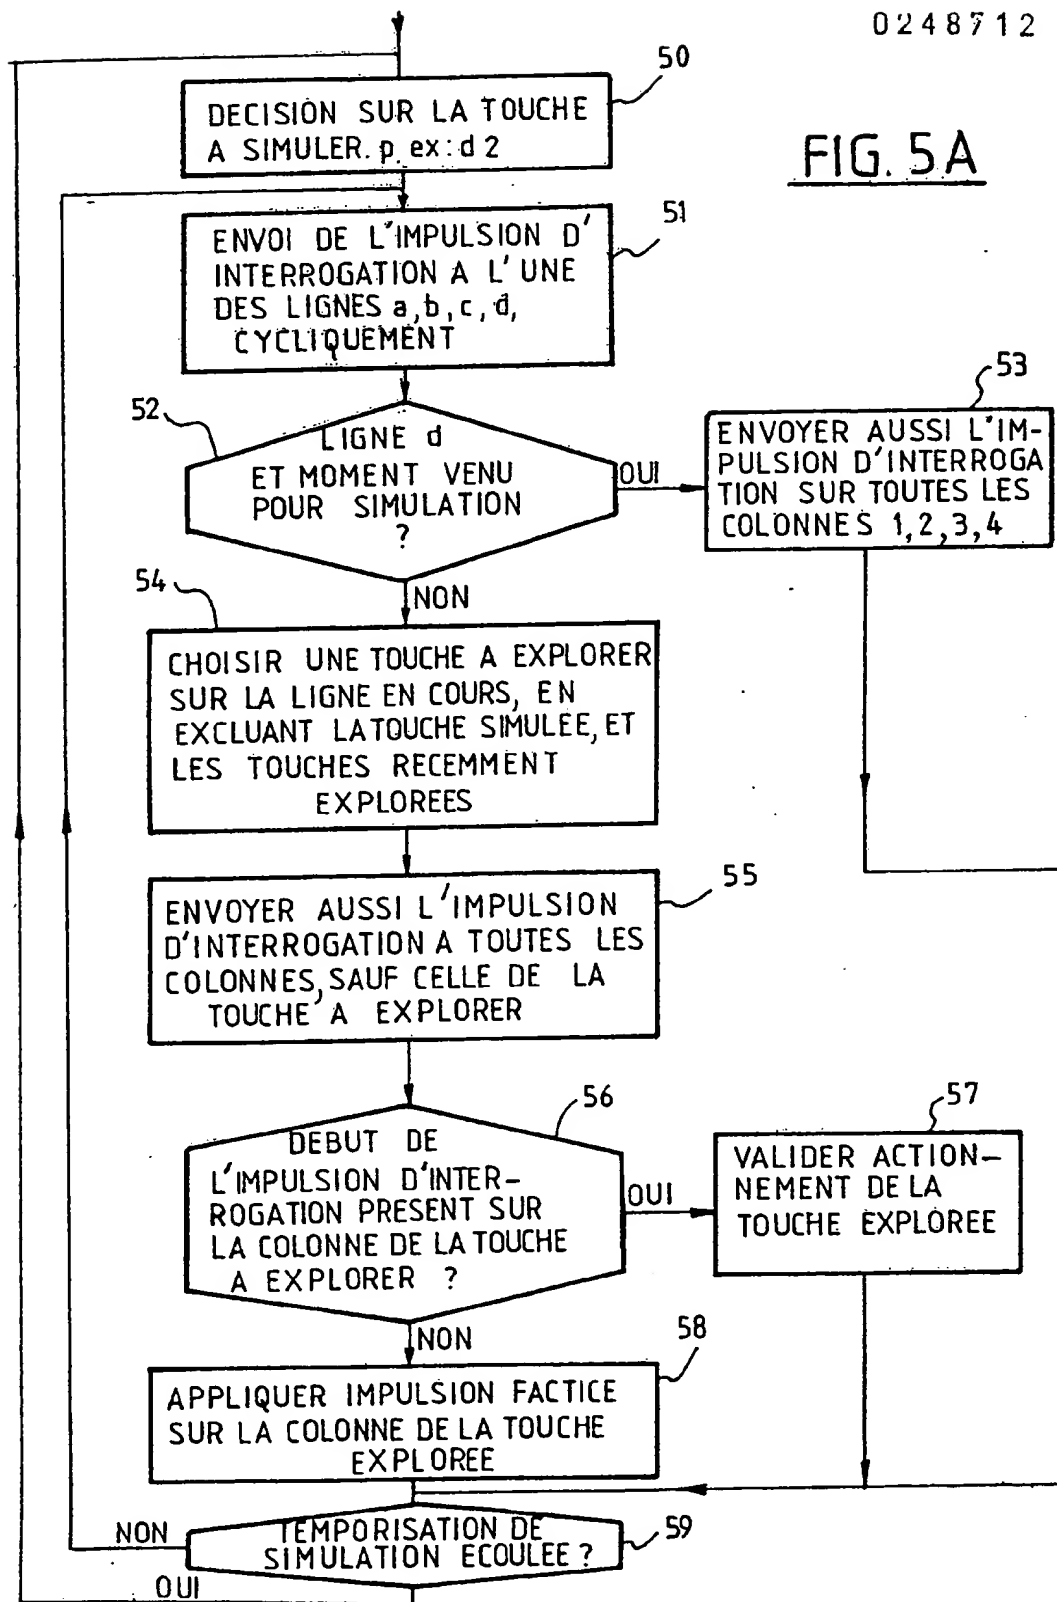 0248712
50
DECISION SUR LA TOUCHE
A SIMULER. p ex: d 2
FIG. 5A
51
ENVOI DE L'IMPULSION D'
INTERROGATION A L'UNE
DES LIGNES a, b, c, d,
CYCLIQUEMENT
52
LIGNE d
ET MOMENT VENU
POUR SIMULATION
?
OUI
53
ENVOYER AUSSI L'IM-
PULSION D'INTERROGA
TION SUR TOUTES LES
COLONNES 1,2,3,4
NON
54
CHOISIR UNE TOUCHE A EXPLORER
SUR LA LIGNE EN COURS, EN
EXCLUANT LA TOUCHE SIMULEE, ET
LES TOUCHES RECEMMENT
EXPLOREES
55
ENVOYER AUSSI L'IMPULSION
D'INTERROGATION A TOUTES LES
COLONNES, SAUF CELLE DE LA
TOUCHE A EXPLORER
56
DEBUT DE
L'IMPULSION D'INTER-
ROGATION PRESENT SUR
LA COLONNE DE LA TOUCHE
A EXPLORER ?
OUI
57
VALIDER ACTION-
NEMENT DE LA
TOUCHE EXPLOREE
NON
58
APPLIQUER IMPULSION FACTICE
SUR LA COLONNE DE LA TOUCHE
EXPLOREE
59
TEMPORISATION DE
SIMULATION ECOULEE ?
NON
OUI